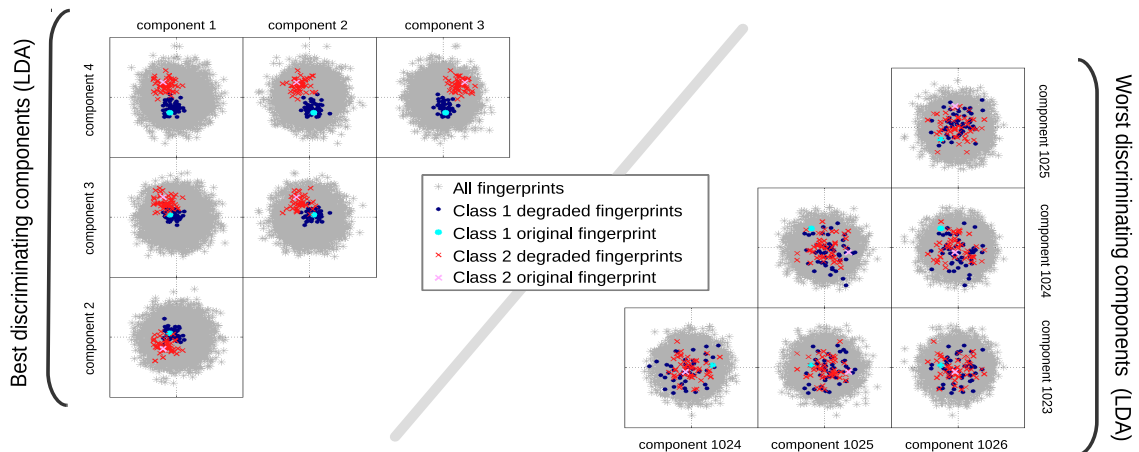 Best discriminating components (LDA)
component 1
component 2
component 3
component 4
component 3
component 2
All fingerprints
Class 1 degraded fingerprints
Class 1 original fingerprint
Class 2 degraded fingerprints
Class 2 original fingerprint
component 1025
component 1024
component 1023
component 1024
component 1025
component 1026
Worst discriminating components (LDA)